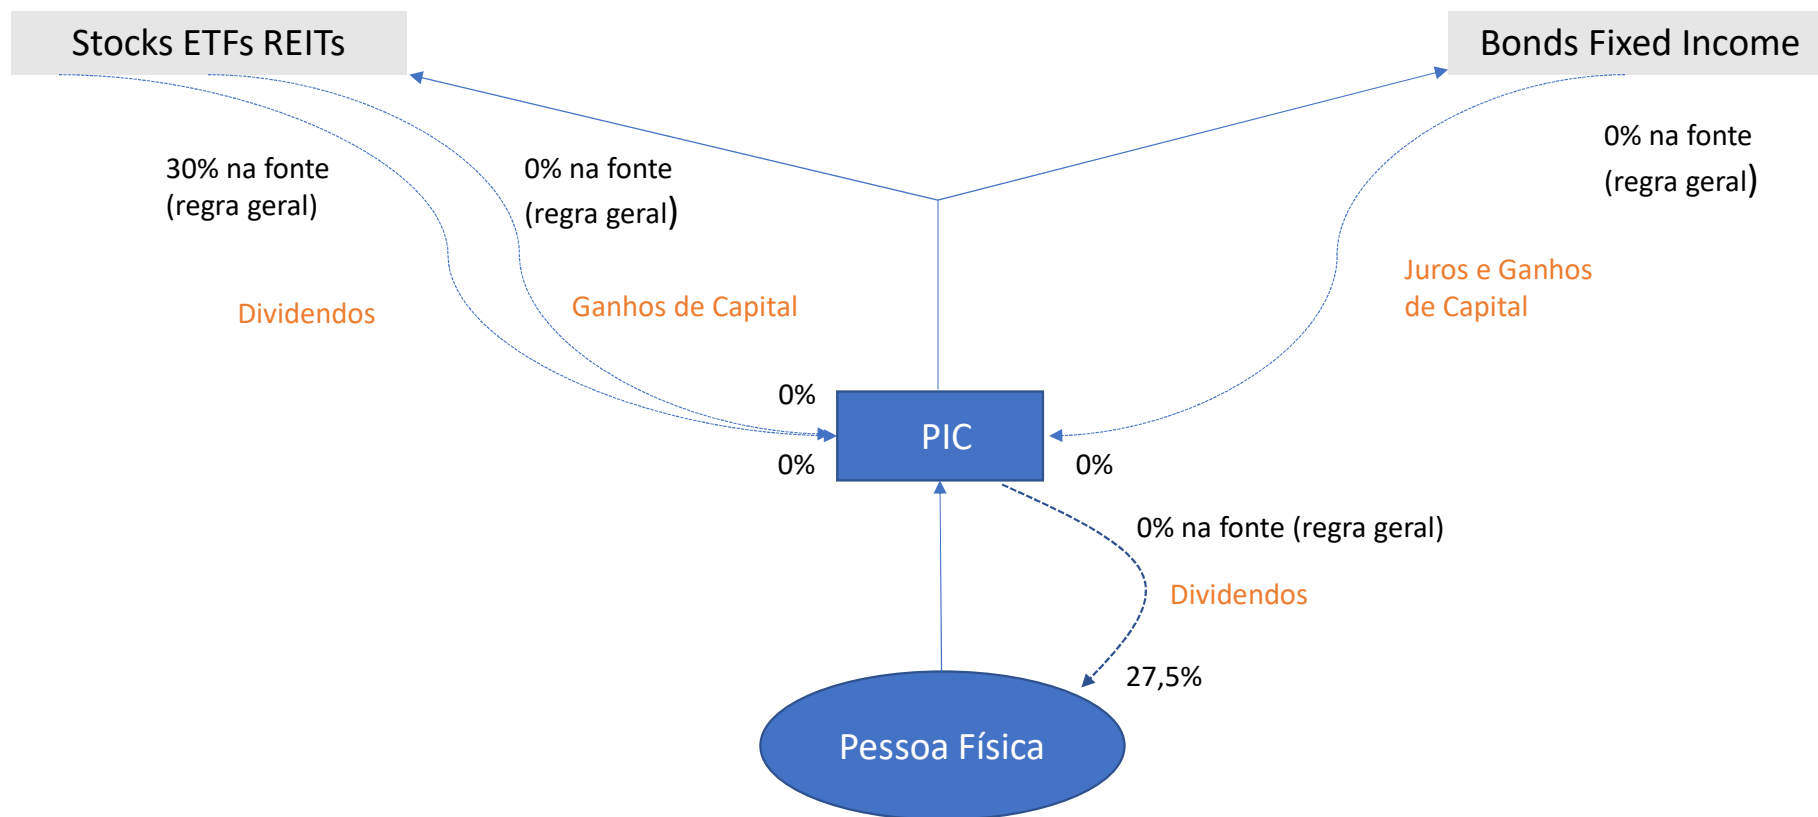 Stocks ETFs REITs
Bonds Fixed Income
30% na fonte
(regra geral)
0% na fonte
(regra geral)
0% na fonte
(regra geral)
Dividendos
Ganhos de Capital
Juros e Ganhos
de Capital
0%
PIC
0%
0%
0% na fonte (regra geral)
Dividendos
27,5%
Pessoa Física